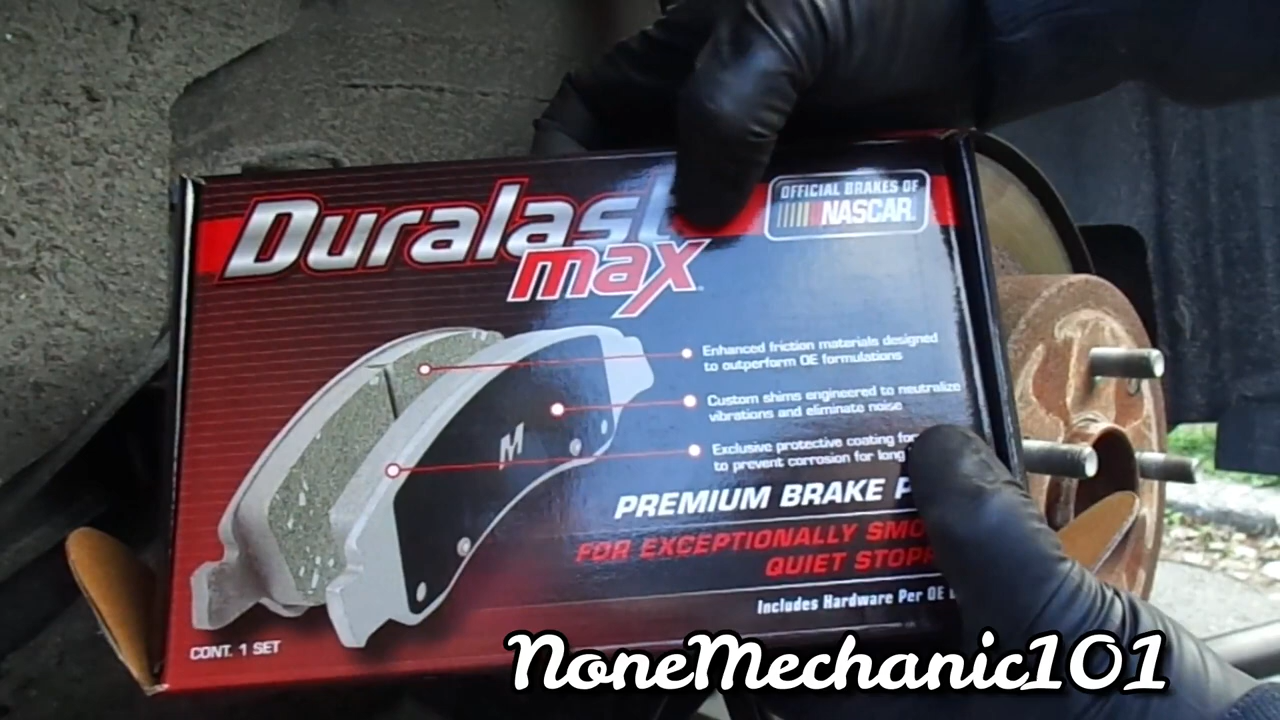 Duralast
max
OFFICIAL BRAKES OF
NASCAR.
Enhanced friction materials designed
to outperform OE formulations
Custom shims engineered to neutralize
vibrations and eliminate noise
Exclusive protective coating
to prevent corrosion for long
M
PREMIUM BRAKE
FOR EXCEPTIONALLY
QUIET
Includes Hardware Per OE
CONT. 1 SET
NoneMechanic101